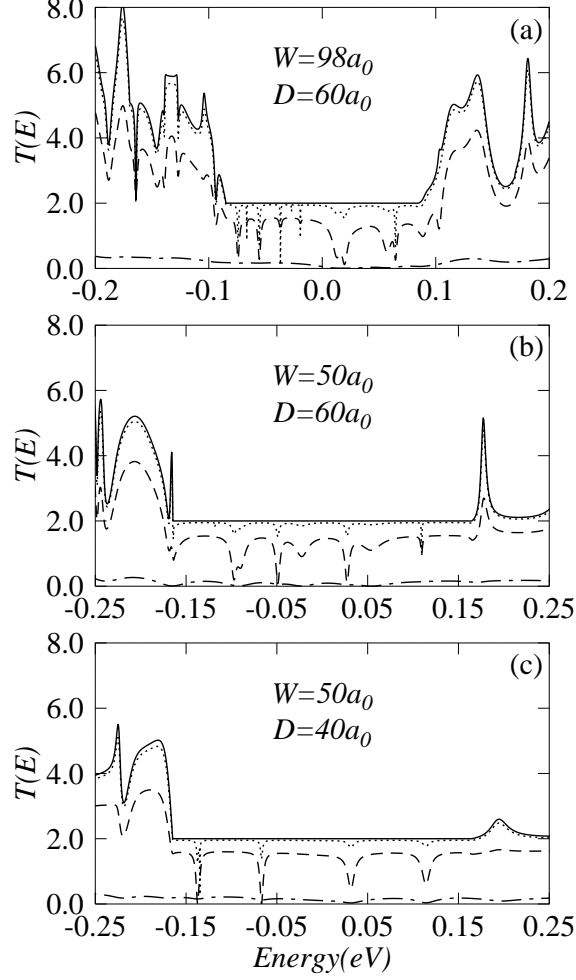 8.0 (a)
W=98a₀
6.0
D=60a₀
T(E)
4.0
2.0
0.0
-0.2 -0.1 0.0 0.1 0.2
8.0 (b)
W=50a₀
6.0
D=60a₀
T(E)
4.0
2.0
0.0
-0.25 -0.15 -0.05 0.05 0.15 0.25
8.0 (c)
W=50a₀
6.0
D=40a₀
T(E)
4.0
2.0
0.0
-0.25 -0.15 -0.05 0.05 0.15 0.25
Energy(eV)